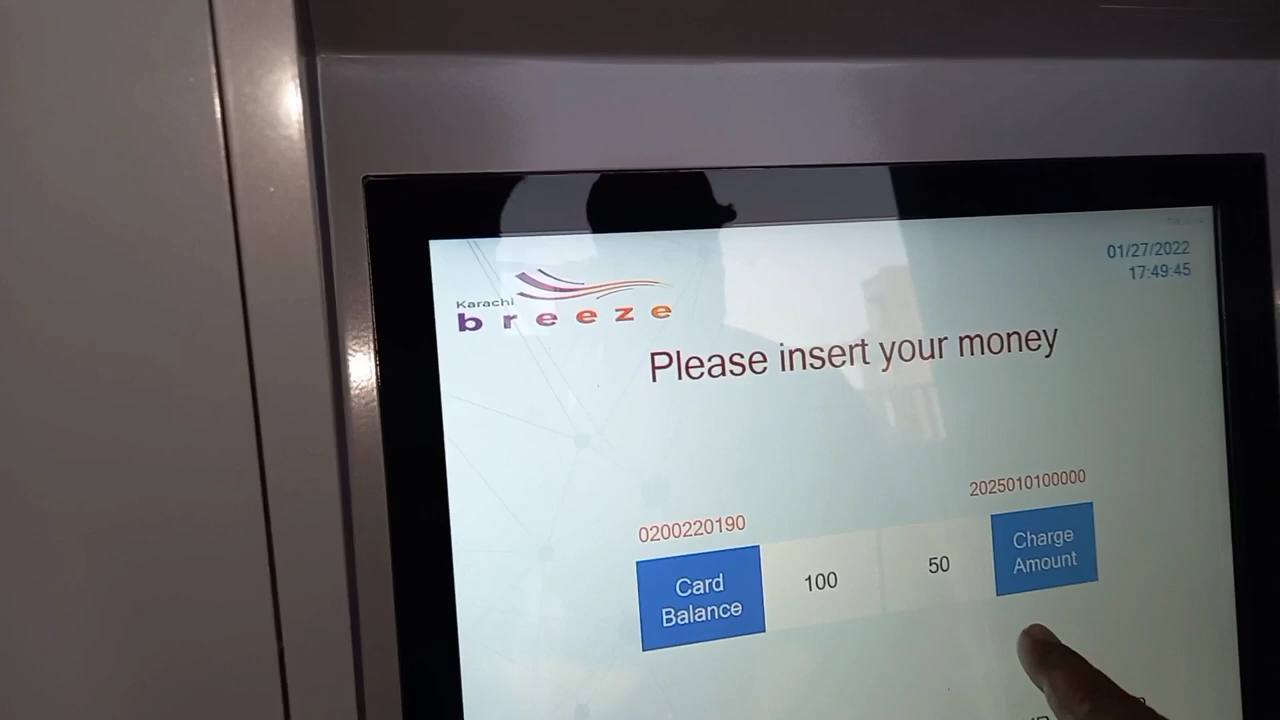 01/27/2022
17:49:45
Karachi
breeze
Please insert your money
2025010100000
0200220190
Card
Balance
100
50
Charge
Amount